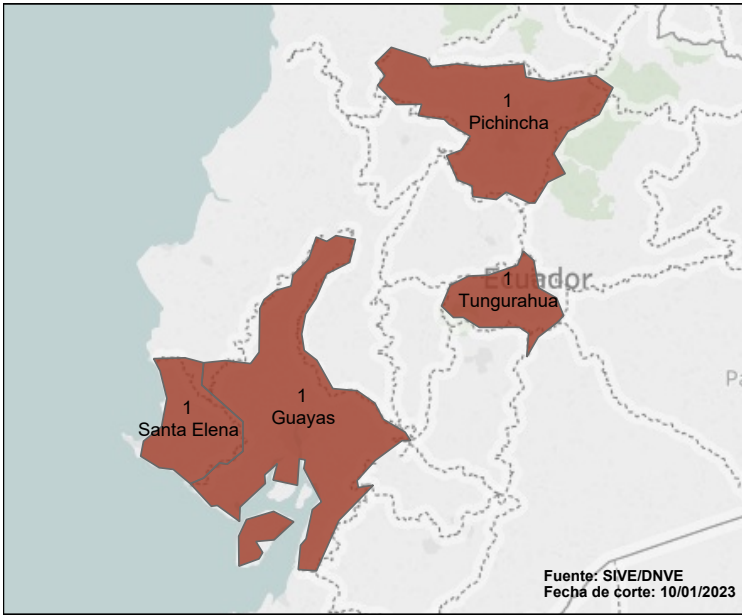 1
Pichincha
Ecuador
1
Tungurahua
Pa
1
Santa Elena
1
Guayas
Fuente: SIVE/DNVE
Fecha de corte: 10/01/2023